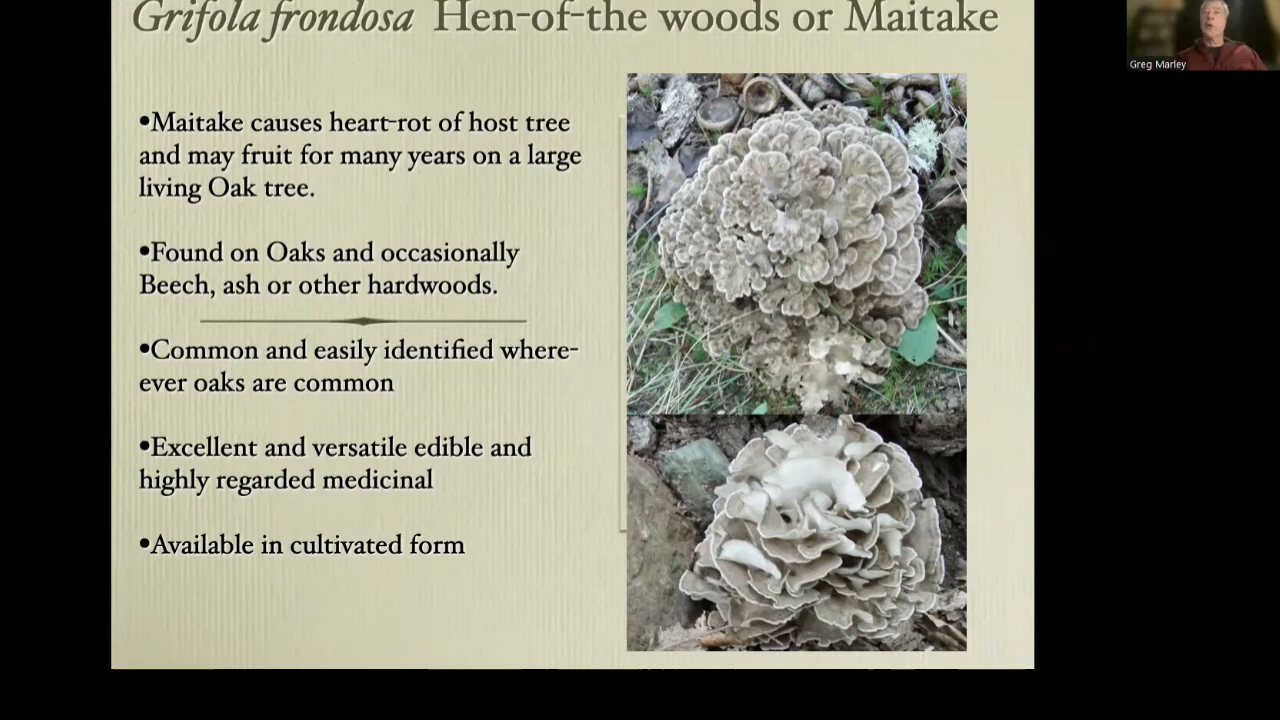 Grifola frondosa Hen-of-the woods or Maitake
Greg Marley
•Maitake causes heart-rot of host tree
and may fruit for many years on a large
living Oak tree.
•Found on Oaks and occasionally
Beech, ash or other hardwoods.
•Common and easily identified where-
ever oaks are common
•Excellent and versatile edible and
highly regarded medicinal
•Available in cultivated form